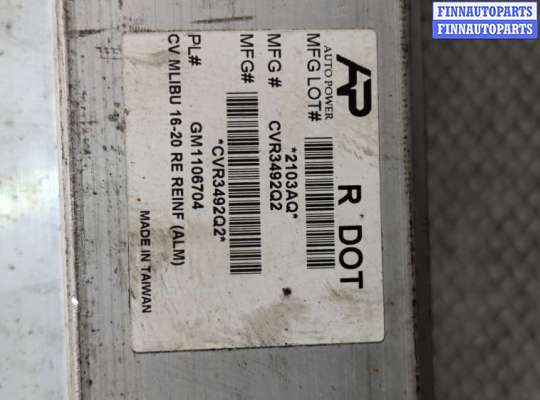 FINNAUTOPARTS
FINNAUTOPARTS
AP R DOT
AUTO POWER
MFG LOT#
*2103AQ*
MFG # CVR3492Q2
MFG#
*CVR3492Q2*
PL# GM1106704
CV MLIBU 16-20 RE REINF (ALM)
MADE IN TAIWAN